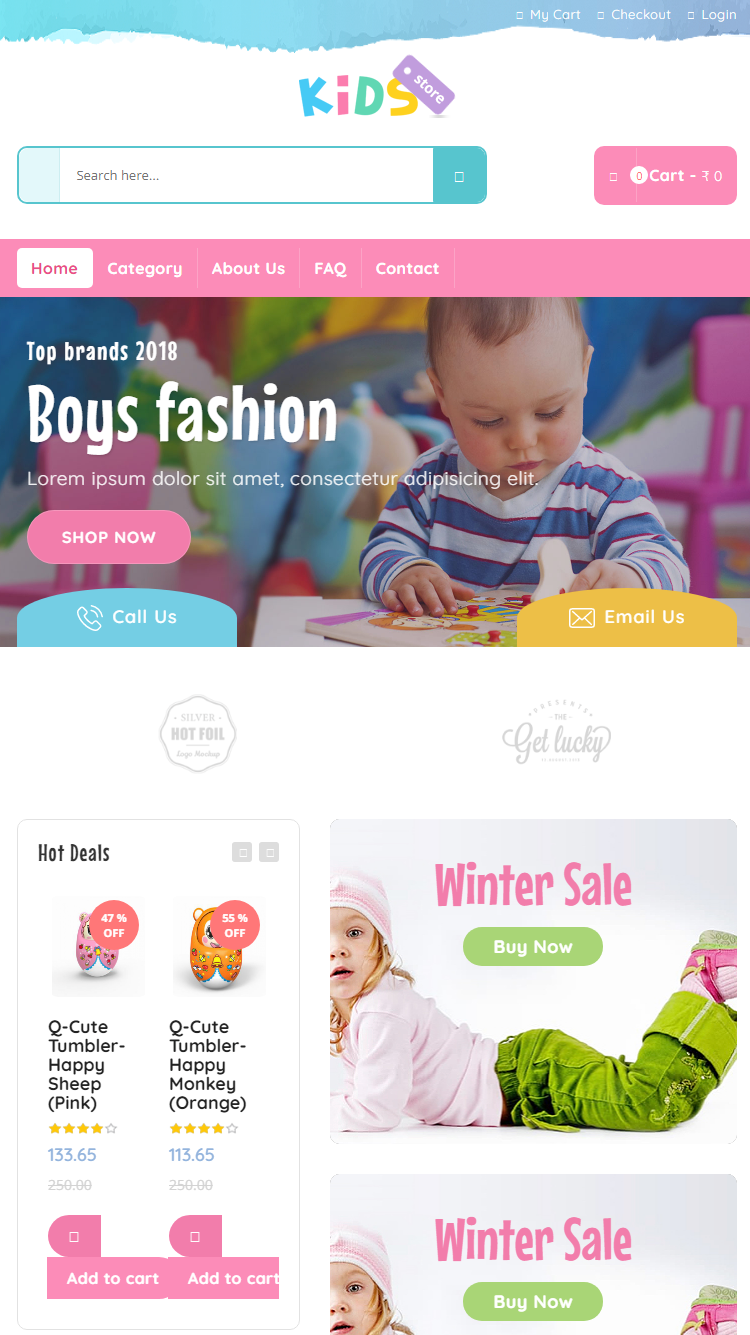 My Cart Checkout Login
KiDS store
Search here...
0 Cart - ₹ 0
Home Category About Us FAQ Contact
Top brands 2018
Boys fashion
Lorem ipsum dolor sit amet, consectetur adipisicing elit.
SHOP NOW
Call Us
Email Us
SILVER
HOT FOIL
Logo Mockup
PRESENTS
THE
Get lucky
Hot Deals
47 %
OFF
55 %
OFF
Q-Cute
Tumbler-
Happy
Sheep
(Pink)
133.65
250.00
Add to cart
Q-Cute
Tumbler-
Happy
Monkey
(Orange)
113.65
250.00
Add to cart
Winter Sale
Buy Now
Winter Sale
Buy Now